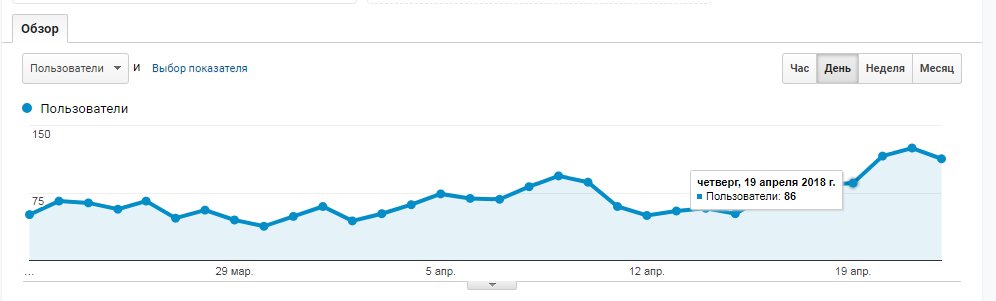 Обзор
Пользователи и Выбор показателя
Час День Неделя Месяц
Пользователи
150
75
четверг, 19 апреля 2018 г.
Пользователи: 86
... 29 мар. 5 апр. 12 апр. 19 апр.